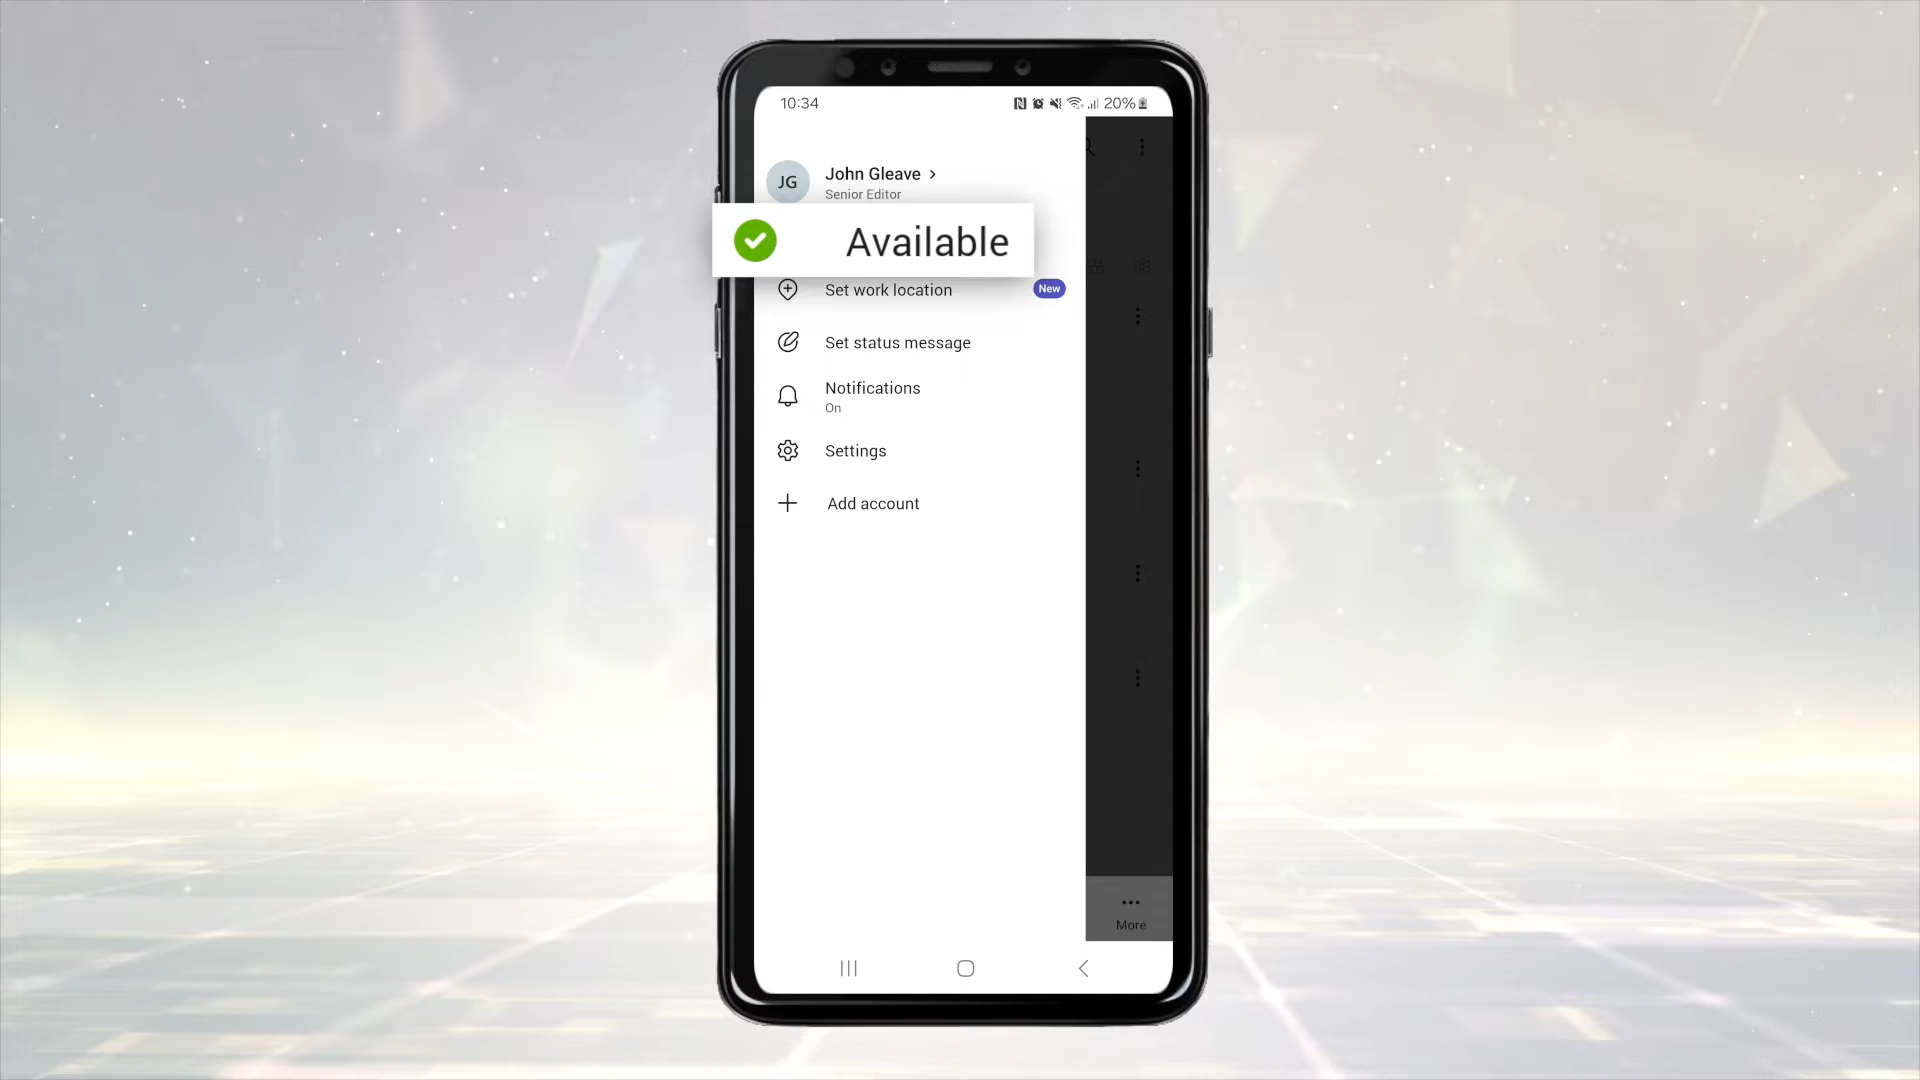 10:34
20%
JG
John Gleave
Senior Editor
Available
Set work location
New
Set status message
Notifications
On
Settings
Add account
More